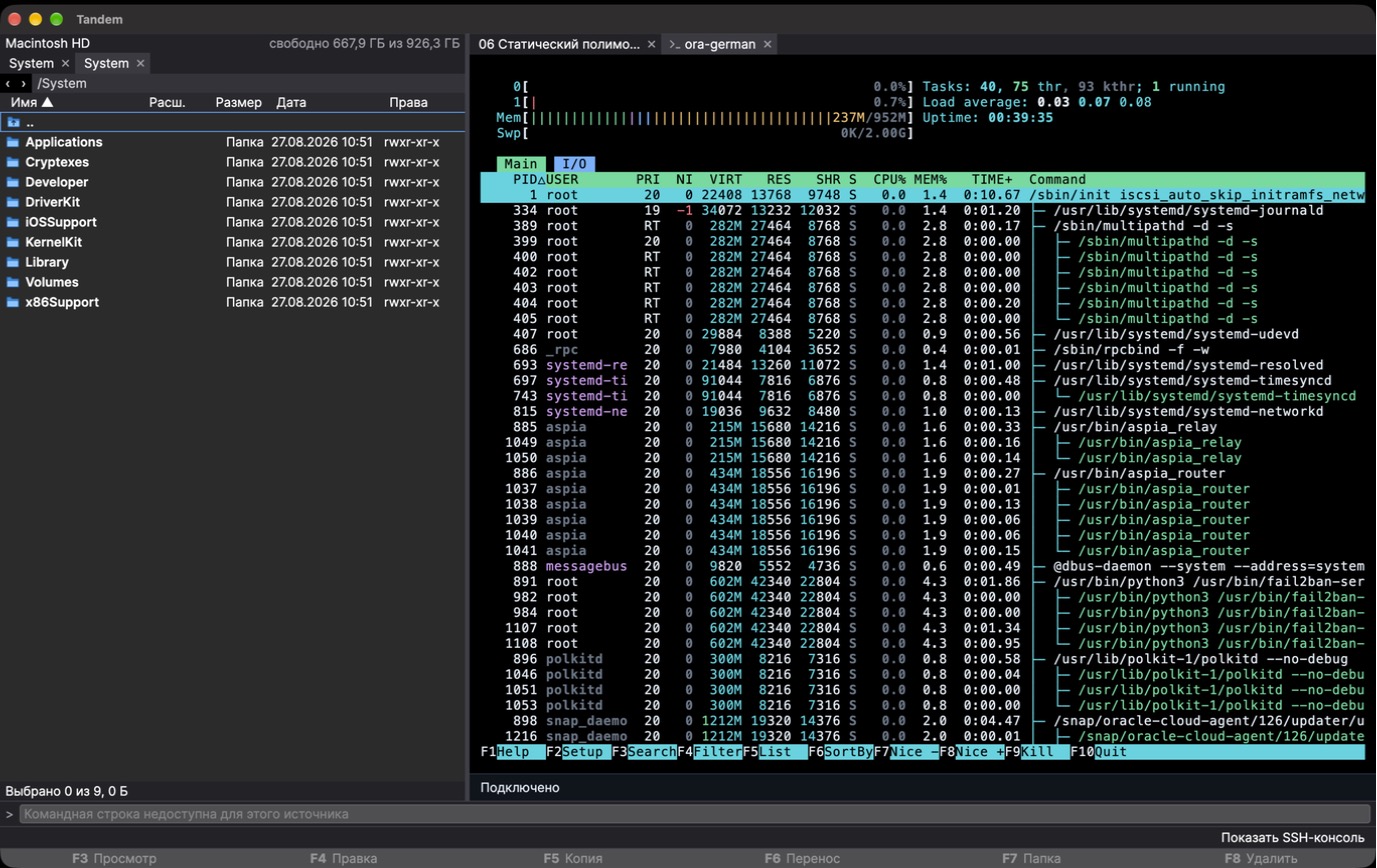 Tandem
Macintosh HD свободно 667,9 ГБ из 926,3 ГБ
System × System ×
‹ › /System
Имя ▲ Расш. Размер Дата Права
..
Applications Папка 27.08.2026 10:51 rwxr-xr-x
Cryptexes Папка 27.08.2026 10:51 rwxr-xr-x
Developer Папка 27.08.2026 10:51 rwxr-xr-x
DriverKit Папка 27.08.2026 10:51 rwxr-xr-x
iOSSupport Папка 27.08.2026 10:51 rwxr-xr-x
KernelKit Папка 27.08.2026 10:51 rwxr-xr-x
Library Папка 27.08.2026 10:51 rwxr-xr-x
Volumes Папка 27.08.2026 10:51 rwxr-xr-x
x86Support Папка 27.08.2026 10:51 rwxr-xr-x
Выбрано 0 из 9, 0 Б
06 Статический полимо... × >_ ora-german ×
0[ 0.0%] Tasks: 40, 75 thr, 93 kthr; 1 running
1[| 0.7%] Load average: 0.03 0.07 0.08
Mem[|||||||||||||||||||||||||||||||||||||237M/952M] Uptime: 00:39:35
Swp[ 0K/2.00G]
Main I/O
PID△USER PRI NI VIRT RES SHR S CPU% MEM% TIME+ Command
1 root 20 0 22408 13768 9748 S 0.0 1.4 0:10.67 /sbin/init iscsi_auto_skip_initramfs_netw
334 root 19 -1 34072 13232 12032 S 0.0 1.4 0:01.20 ├─ /usr/lib/systemd/systemd-journald
389 root RT 0 282M 27464 8768 S 0.0 2.8 0:00.17 ├─ /sbin/multipathd -d -s
399 root 20 0 282M 27464 8768 S 0.0 2.8 0:00.00 │ ├─ /sbin/multipathd -d -s
400 root RT 0 282M 27464 8768 S 0.0 2.8 0:00.00 │ ├─ /sbin/multipathd -d -s
402 root RT 0 282M 27464 8768 S 0.0 2.8 0:00.00 │ ├─ /sbin/multipathd -d -s
403 root RT 0 282M 27464 8768 S 0.0 2.8 0:00.00 │ ├─ /sbin/multipathd -d -s
404 root RT 0 282M 27464 8768 S 0.0 2.8 0:00.20 │ ├─ /sbin/multipathd -d -s
405 root RT 0 282M 27464 8768 S 0.0 2.8 0:00.00 │ └─ /sbin/multipathd -d -s
407 root 20 0 29884 8388 5220 S 0.0 0.9 0:00.56 ├─ /usr/lib/systemd/systemd-udevd
686 _rpc 20 0 7980 4104 3652 S 0.0 0.4 0:00.01 ├─ /sbin/rpcbind -f -w
693 systemd-re 20 0 21484 13260 11072 S 0.0 1.4 0:01.00 ├─ /usr/lib/systemd/systemd-resolved
697 systemd-ti 20 0 91044 7816 6876 S 0.0 0.8 0:00.48 ├─ /usr/lib/systemd/systemd-timesyncd
743 systemd-ti 20 0 91044 7816 6876 S 0.0 0.8 0:00.00 │ └─ /usr/lib/systemd/systemd-timesyncd
815 systemd-ne 20 0 19036 9632 8480 S 0.0 1.0 0:00.13 ├─ /usr/lib/systemd/systemd-networkd
885 aspia 20 0 215M 15680 14216 S 0.0 1.6 0:00.33 ├─ /usr/bin/aspia_relay
1049 aspia 20 0 215M 15680 14216 S 0.0 1.6 0:00.16 │ ├─ /usr/bin/aspia_relay
1050 aspia 20 0 215M 15680 14216 S 0.0 1.6 0:00.14 │ └─ /usr/bin/aspia_relay
886 aspia 20 0 434M 18556 16196 S 0.0 1.9 0:00.27 ├─ /usr/bin/aspia_router
1037 aspia 20 0 434M 18556 16196 S 0.0 1.9 0:00.01 │ ├─ /usr/bin/aspia_router
1038 aspia 20 0 434M 18556 16196 S 0.0 1.9 0:00.13 │ ├─ /usr/bin/aspia_router
1039 aspia 20 0 434M 18556 16196 S 0.0 1.9 0:00.06 │ ├─ /usr/bin/aspia_router
1040 aspia 20 0 434M 18556 16196 S 0.0 1.9 0:00.06 │ ├─ /usr/bin/aspia_router
1041 aspia 20 0 434M 18556 16196 S 0.0 1.9 0:00.15 │ └─ /usr/bin/aspia_router
888 messagebus 20 0 9820 5552 4736 S 0.0 0.6 0:00.49 ├─ @dbus-daemon --system --address=system
891 root 20 0 602M 42340 22804 S 0.0 4.3 0:01.86 ├─ /usr/bin/python3 /usr/bin/fail2ban-ser
982 root 20 0 602M 42340 22804 S 0.0 4.3 0:00.00 │ ├─ /usr/bin/python3 /usr/bin/fail2ban-
984 root 20 0 602M 42340 22804 S 0.0 4.3 0:00.00 │ ├─ /usr/bin/python3 /usr/bin/fail2ban-
1107 root 20 0 602M 42340 22804 S 0.0 4.3 0:01.34 │ ├─ /usr/bin/python3 /usr/bin/fail2ban-
1108 root 20 0 602M 42340 22804 S 0.0 4.3 0:00.95 │ └─ /usr/bin/python3 /usr/bin/fail2ban-
896 polkitd 20 0 300M 8216 7316 S 0.0 0.8 0:00.58 ├─ /usr/lib/polkit-1/polkitd --no-debug
1046 polkitd 20 0 300M 8216 7316 S 0.0 0.8 0:00.04 │ ├─ /usr/lib/polkit-1/polkitd --no-debu
1051 polkitd 20 0 300M 8216 7316 S 0.0 0.8 0:00.00 │ ├─ /usr/lib/polkit-1/polkitd --no-debu
1053 polkitd 20 0 300M 8216 7316 S 0.0 0.8 0:00.00 │ └─ /usr/lib/polkit-1/polkitd --no-debu
898 snap_daemo 20 0 1212M 19320 14376 S 0.0 2.0 0:04.47 ├─ /snap/oracle-cloud-agent/126/updater/u
1216 snap_daemo 20 0 1212M 19320 14376 S 0.0 2.0 0:00.01 │ ├─ /snap/oracle-cloud-agent/126/update
F1Help F2Setup F3SearchF4FilterF5List F6SortByF7Nice -F8Nice +F9Kill F10Quit
Подключено
> Командная строка недоступна для этого источника
Показать SSH-консоль
F3 Просмотр F4 Правка F5 Копия F6 Перенос F7 Папка F8 Удалить